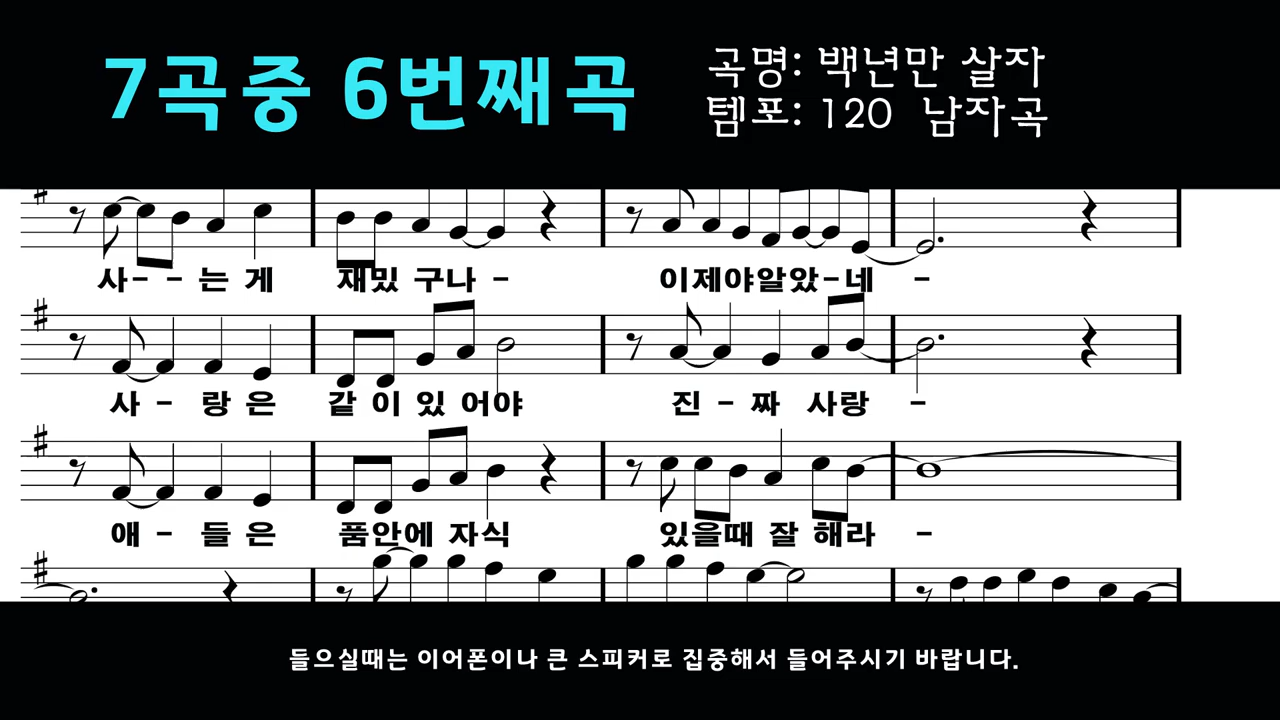 7곡중 6번째곡
곡명: 백년만 살자
템포: 120 남자곡
사- - 는 게 재밌 구나 - 이제야알았-네 -
사 - 랑 은 같 이 있 어야 진 - 짜 사랑 -
애 - 들 은 품안에 자식 있을때 잘 해라 -
들으실때는 이어폰이나 큰 스피커로 집중해서 들어주시기 바랍니다.